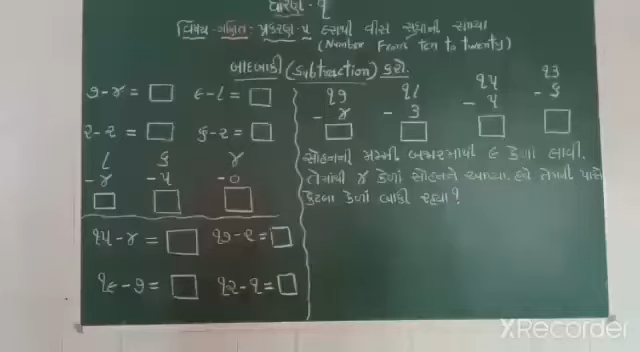 ધોરણ - ૧
વિષય - ગણિત - પ્રકરણ ૫ દસથી વીસ સુધીની સંખ્યા
(Number From Ten to Twenty)
બાદબાકી (Subtraction) કરો.
૭-૪ = ૯-૮ =
૨-૨ = ૬-૨ =
૮ ૬ ૪
-૪ -૫ -૦
૧૫-૪ = ૧૭-૨ =
૧૯-૭ = ૧૨-૧ =
૧૭ ૧૮ ૧૫ ૧૩
-૪ -૩ -૫ -૬
સોહનની મમ્મી બજારમાંથી ૯ કેળાં લાવી.
તેમાંથી ૪ કેળાં સોહનને આપ્યા. હવે તેમની પાસે
કેટલા કેળાં બાકી રહ્યા?
XRecorder